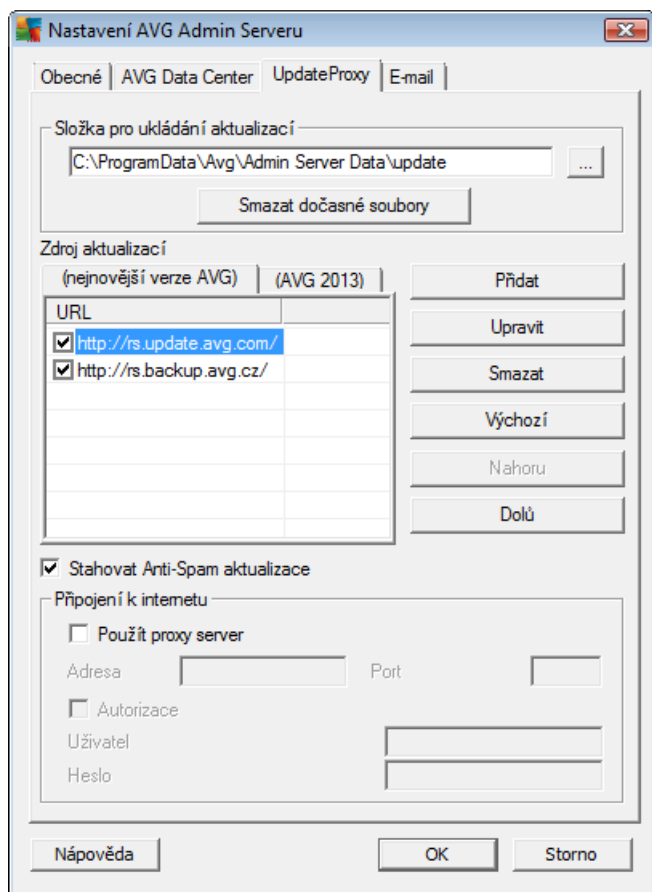 Nastavení AVG Admin Serveru
Obecné AVG Data Center UpdateProxy E-mail
Složka pro ukládání aktualizací
C:\ProgramData\Avg\Admin Server Data\update ...
Smazat dočasné soubory
Zdroj aktualizací
(nejnovější verze AVG) (AVG 2013)
URL
http://rs.update.avg.com/
http://rs.backup.avg.cz/
Přidat
Upravit
Smazat
Výchozí
Nahoru
Dolů
Stahovat Anti-Spam aktualizace
Připojení k internetu
Použít proxy server
Adresa Port
Autorizace
Uživatel
Heslo
Nápověda OK Storno